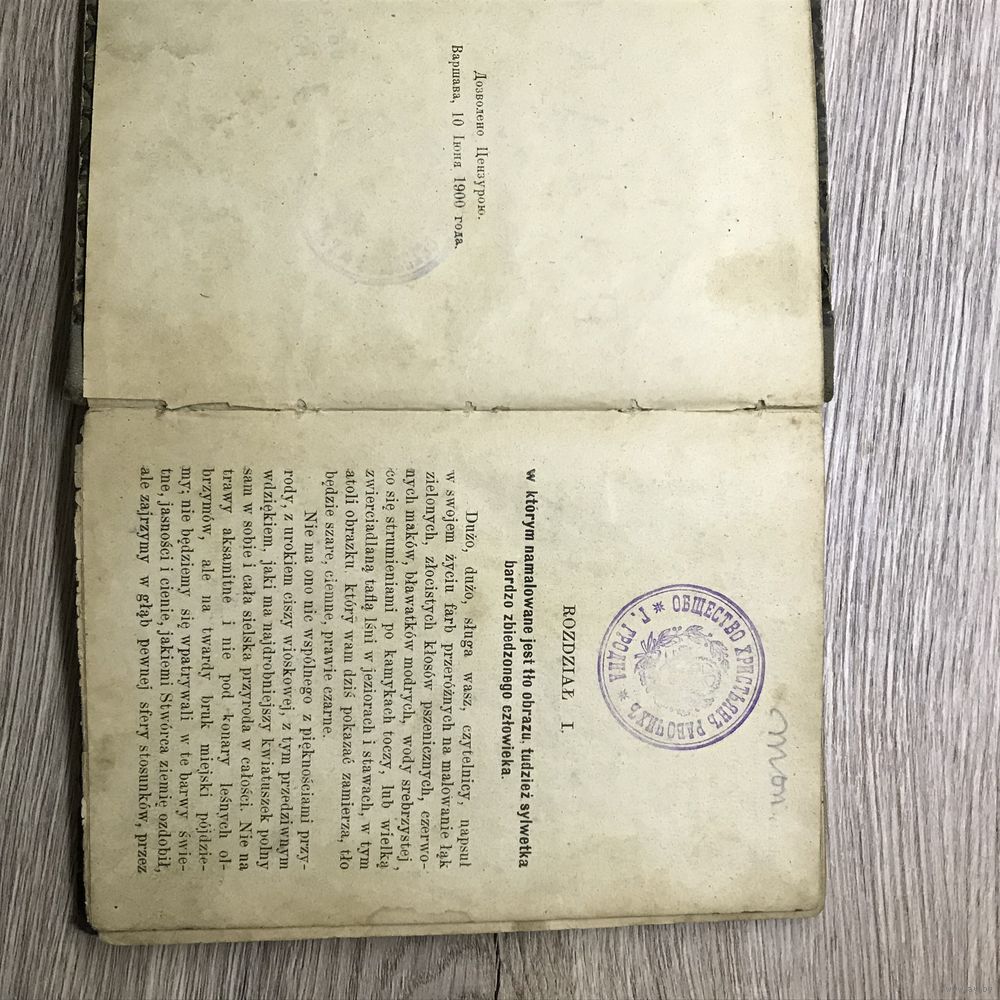 Дозволено Цензурою.
Варшава, 10 Іюня 1900 года.
ОБЩЕСТВО ХРИСТЬЯНЪ РАБОЧИХЪ
Г. ГРОДНА
ROZDZIAŁ I.
w którym namalowane jest tło obrazu, tudzież sylwetka
bardzo zbiedzonego człowieka.
Dużo, dużo, sługa wasz, czytelnicy, napsuł
w swojem życiu farb przeróżnych na malowanie łąk
zielonych, złocistych kłosów pszenicznych, czerwo-
nych maków, bławatków modrych, wody srebrzystej,
co się strumieniami po kamykach toczy, lub wielką
zwierciadlaną taflą lśni w jeziorach i stawach, w tym
atoli obrazku, który wam dziś pokazać zamierza, tło
będzie szare, ciemne, prawie czarne.
Nie ma ono nic wspólnego z pięknościami przy-
rody, z urokiem ciszy wioskowej, z tym przedziwnym
wdziękiem, jaki ma najdrobniejszy kwiatuszek polny
sam w sobie i cała sielska przyroda w całości. Nie na
trawy aksamitne i nie pod konary leśnych ol-
brzymów, ale na twardy bruk miejski pójdzie-
my; nie będziemy się wpatrywali w te barwy świe-
tne, jasności i cienie, jakiemi Stwórca ziemię ozdobił,
ale zajrzymy w głąb pewnej sfery stosunków, przez